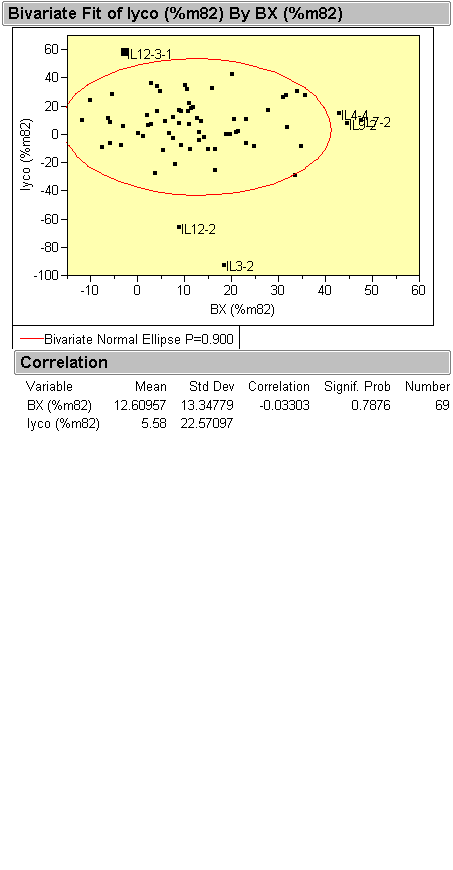 Bivariate Fit of lyco (%m82) By BX (%m82)
60
IL12-3-1
40
20
IL4-4
IL9-2
IL7-2
0
lyco (%m82)
-20
-40
-60
IL12-2
-80
IL3-2
-100
-10 0 10 20 30 40 50 60
BX (%m82)
Bivariate Normal Ellipse P=0.900
Correlation
Variable Mean Std Dev Correlation Signif. Prob Number
BX (%m82) 12.60957 13.34779 -0.03303 0.7876 69
lyco (%m82) 5.58 22.57097